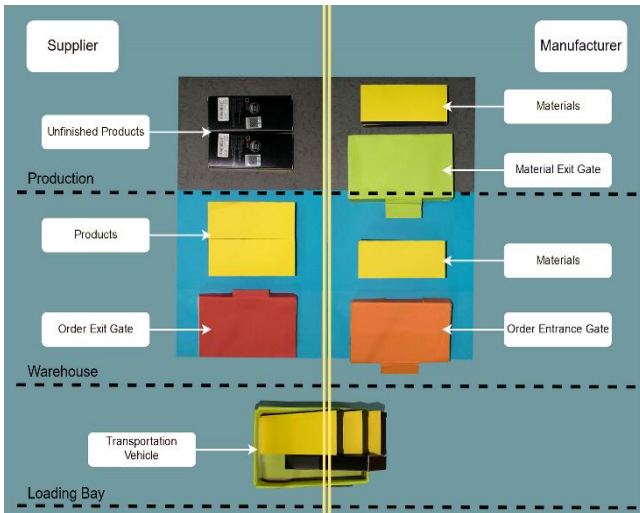 Supplier
Manufacturer
Materials
Unfinished Products
Material Exit Gate
Production
Products
Materials
Order Exit Gate
Order Entrance Gate
Warehouse
Transportation
Vehicle
Loading Bay